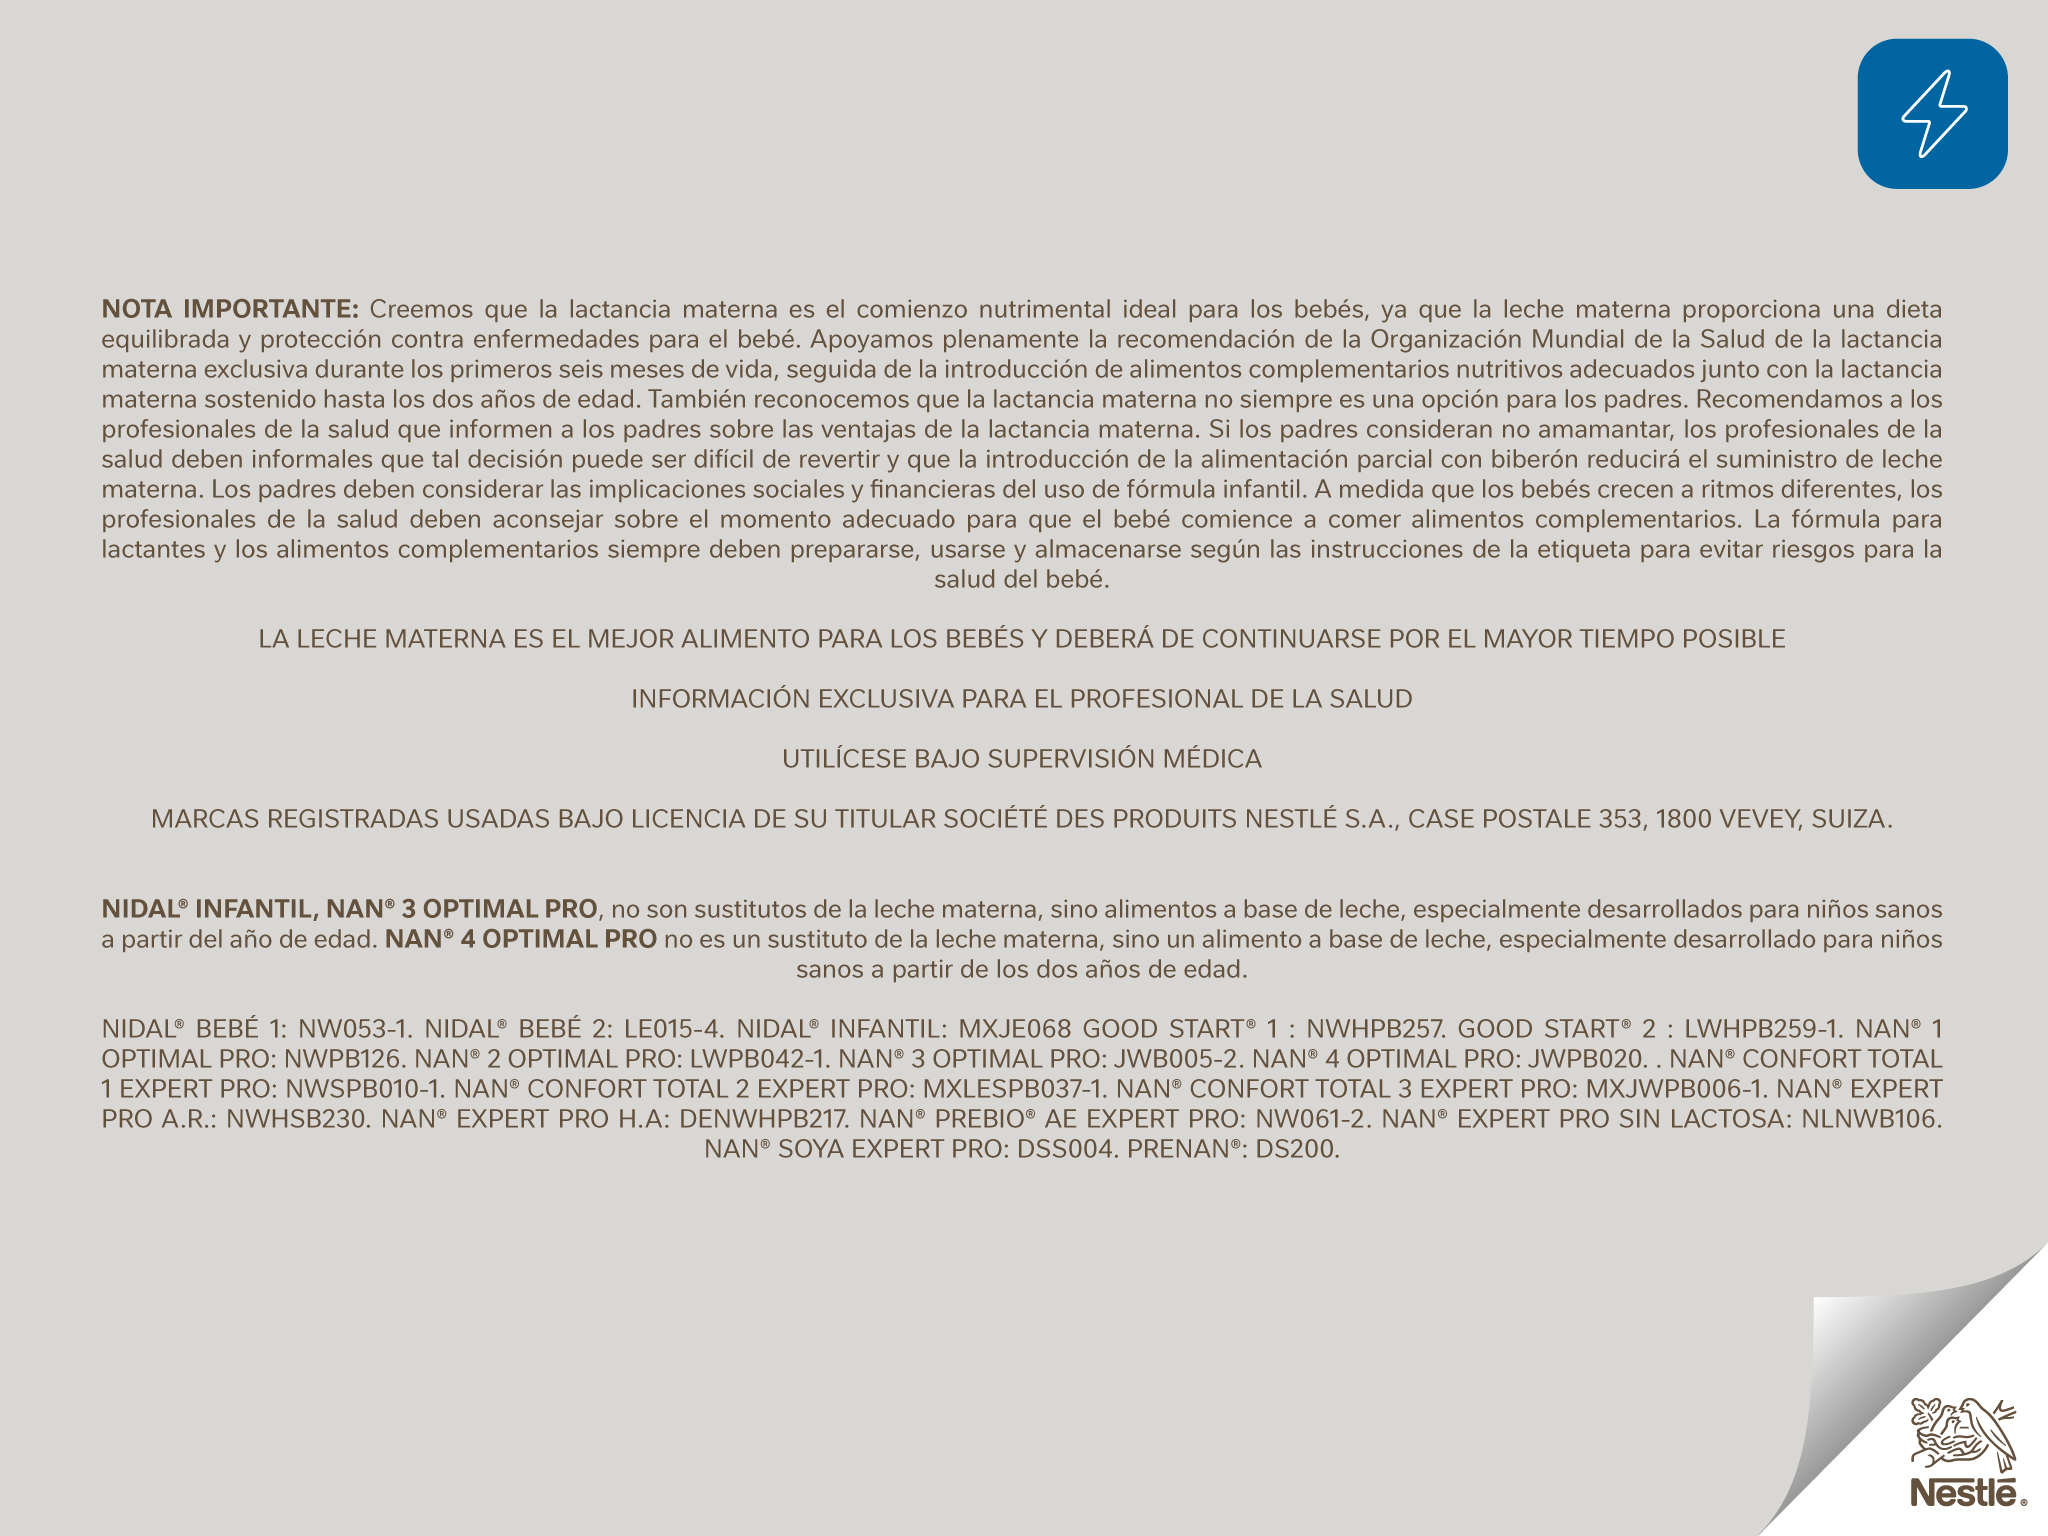 NOTA IMPORTANTE: Creemos que la lactancia materna es el comienzo nutrimental ideal para los bebés, ya que la leche materna proporciona una dieta
equilibrada y protección contra enfermedades para el bebé. Apoyamos plenamente la recomendación de la Organización Mundial de la Salud de la lactancia
materna exclusiva durante los primeros seis meses de vida, seguida de la introducción de alimentos complementarios nutritivos adecuados junto con la lactancia
materna sostenido hasta los dos años de edad. También reconocemos que la lactancia materna no siempre es una opción para los padres. Recomendamos a los
profesionales de la salud que informen a los padres sobre las ventajas de la lactancia materna. Si los padres consideran no amamantar, los profesionales de la
salud deben informales que tal decisión puede ser difícil de revertir y que la introducción de la alimentación parcial con biberón reducirá el suministro de leche
materna. Los padres deben considerar las implicaciones sociales y financieras del uso de fórmula infantil. A medida que los bebés crecen a ritmos diferentes, los
profesionales de la salud deben aconsejar sobre el momento adecuado para que el bebé comience a comer alimentos complementarios. La fórmula para
lactantes y los alimentos complementarios siempre deben prepararse, usarse y almacenarse según las instrucciones de la etiqueta para evitar riesgos para la
salud del bebé.
LA LECHE MATERNA ES EL MEJOR ALIMENTO PARA LOS BEBÉS Y DEBERÁ DE CONTINUARSE POR EL MAYOR TIEMPO POSIBLE
INFORMACIÓN EXCLUSIVA PARA EL PROFESIONAL DE LA SALUD
UTILÍCESE BAJO SUPERVISIÓN MÉDICA
MARCAS REGISTRADAS USADAS BAJO LICENCIA DE SU TITULAR SOCIÉTÉ DES PRODUITS NESTLÉ S.A., CASE POSTALE 353, 1800 VEVEY, SUIZA.
NIDAL® INFANTIL, NAN® 3 OPTIMAL PRO, no son sustitutos de la leche materna, sino alimentos a base de leche, especialmente desarrollados para niños sanos
a partir del año de edad. NAN® 4 OPTIMAL PRO no es un sustituto de la leche materna, sino un alimento a base de leche, especialmente desarrollado para niños
sanos a partir de los dos años de edad.
NIDAL® BEBÉ 1: NW053-1. NIDAL® BEBÉ 2: LE015-4. NIDAL® INFANTIL: MXJE068 GOOD START® 1 : NWHPB257. GOOD START® 2 : LWHPB259-1. NAN® 1
OPTIMAL PRO: NWPB126. NAN® 2 OPTIMAL PRO: LWPB042-1. NAN® 3 OPTIMAL PRO: JWB005-2. NAN® 4 OPTIMAL PRO: JWPB020. . NAN® CONFORT TOTAL
1 EXPERT PRO: NWSPB010-1. NAN® CONFORT TOTAL 2 EXPERT PRO: MXLESPB037-1. NAN® CONFORT TOTAL 3 EXPERT PRO: MXJWPB006-1. NAN® EXPERT
PRO A.R.: NWHSB230. NAN® EXPERT PRO H.A: DENWHPB217. NAN® PREBIO® AE EXPERT PRO: NW061-2. NAN® EXPERT PRO SIN LACTOSA: NLNWB106.
NAN® SOYA EXPERT PRO: DSS004. PRENAN®: DS200.
Nestlé®